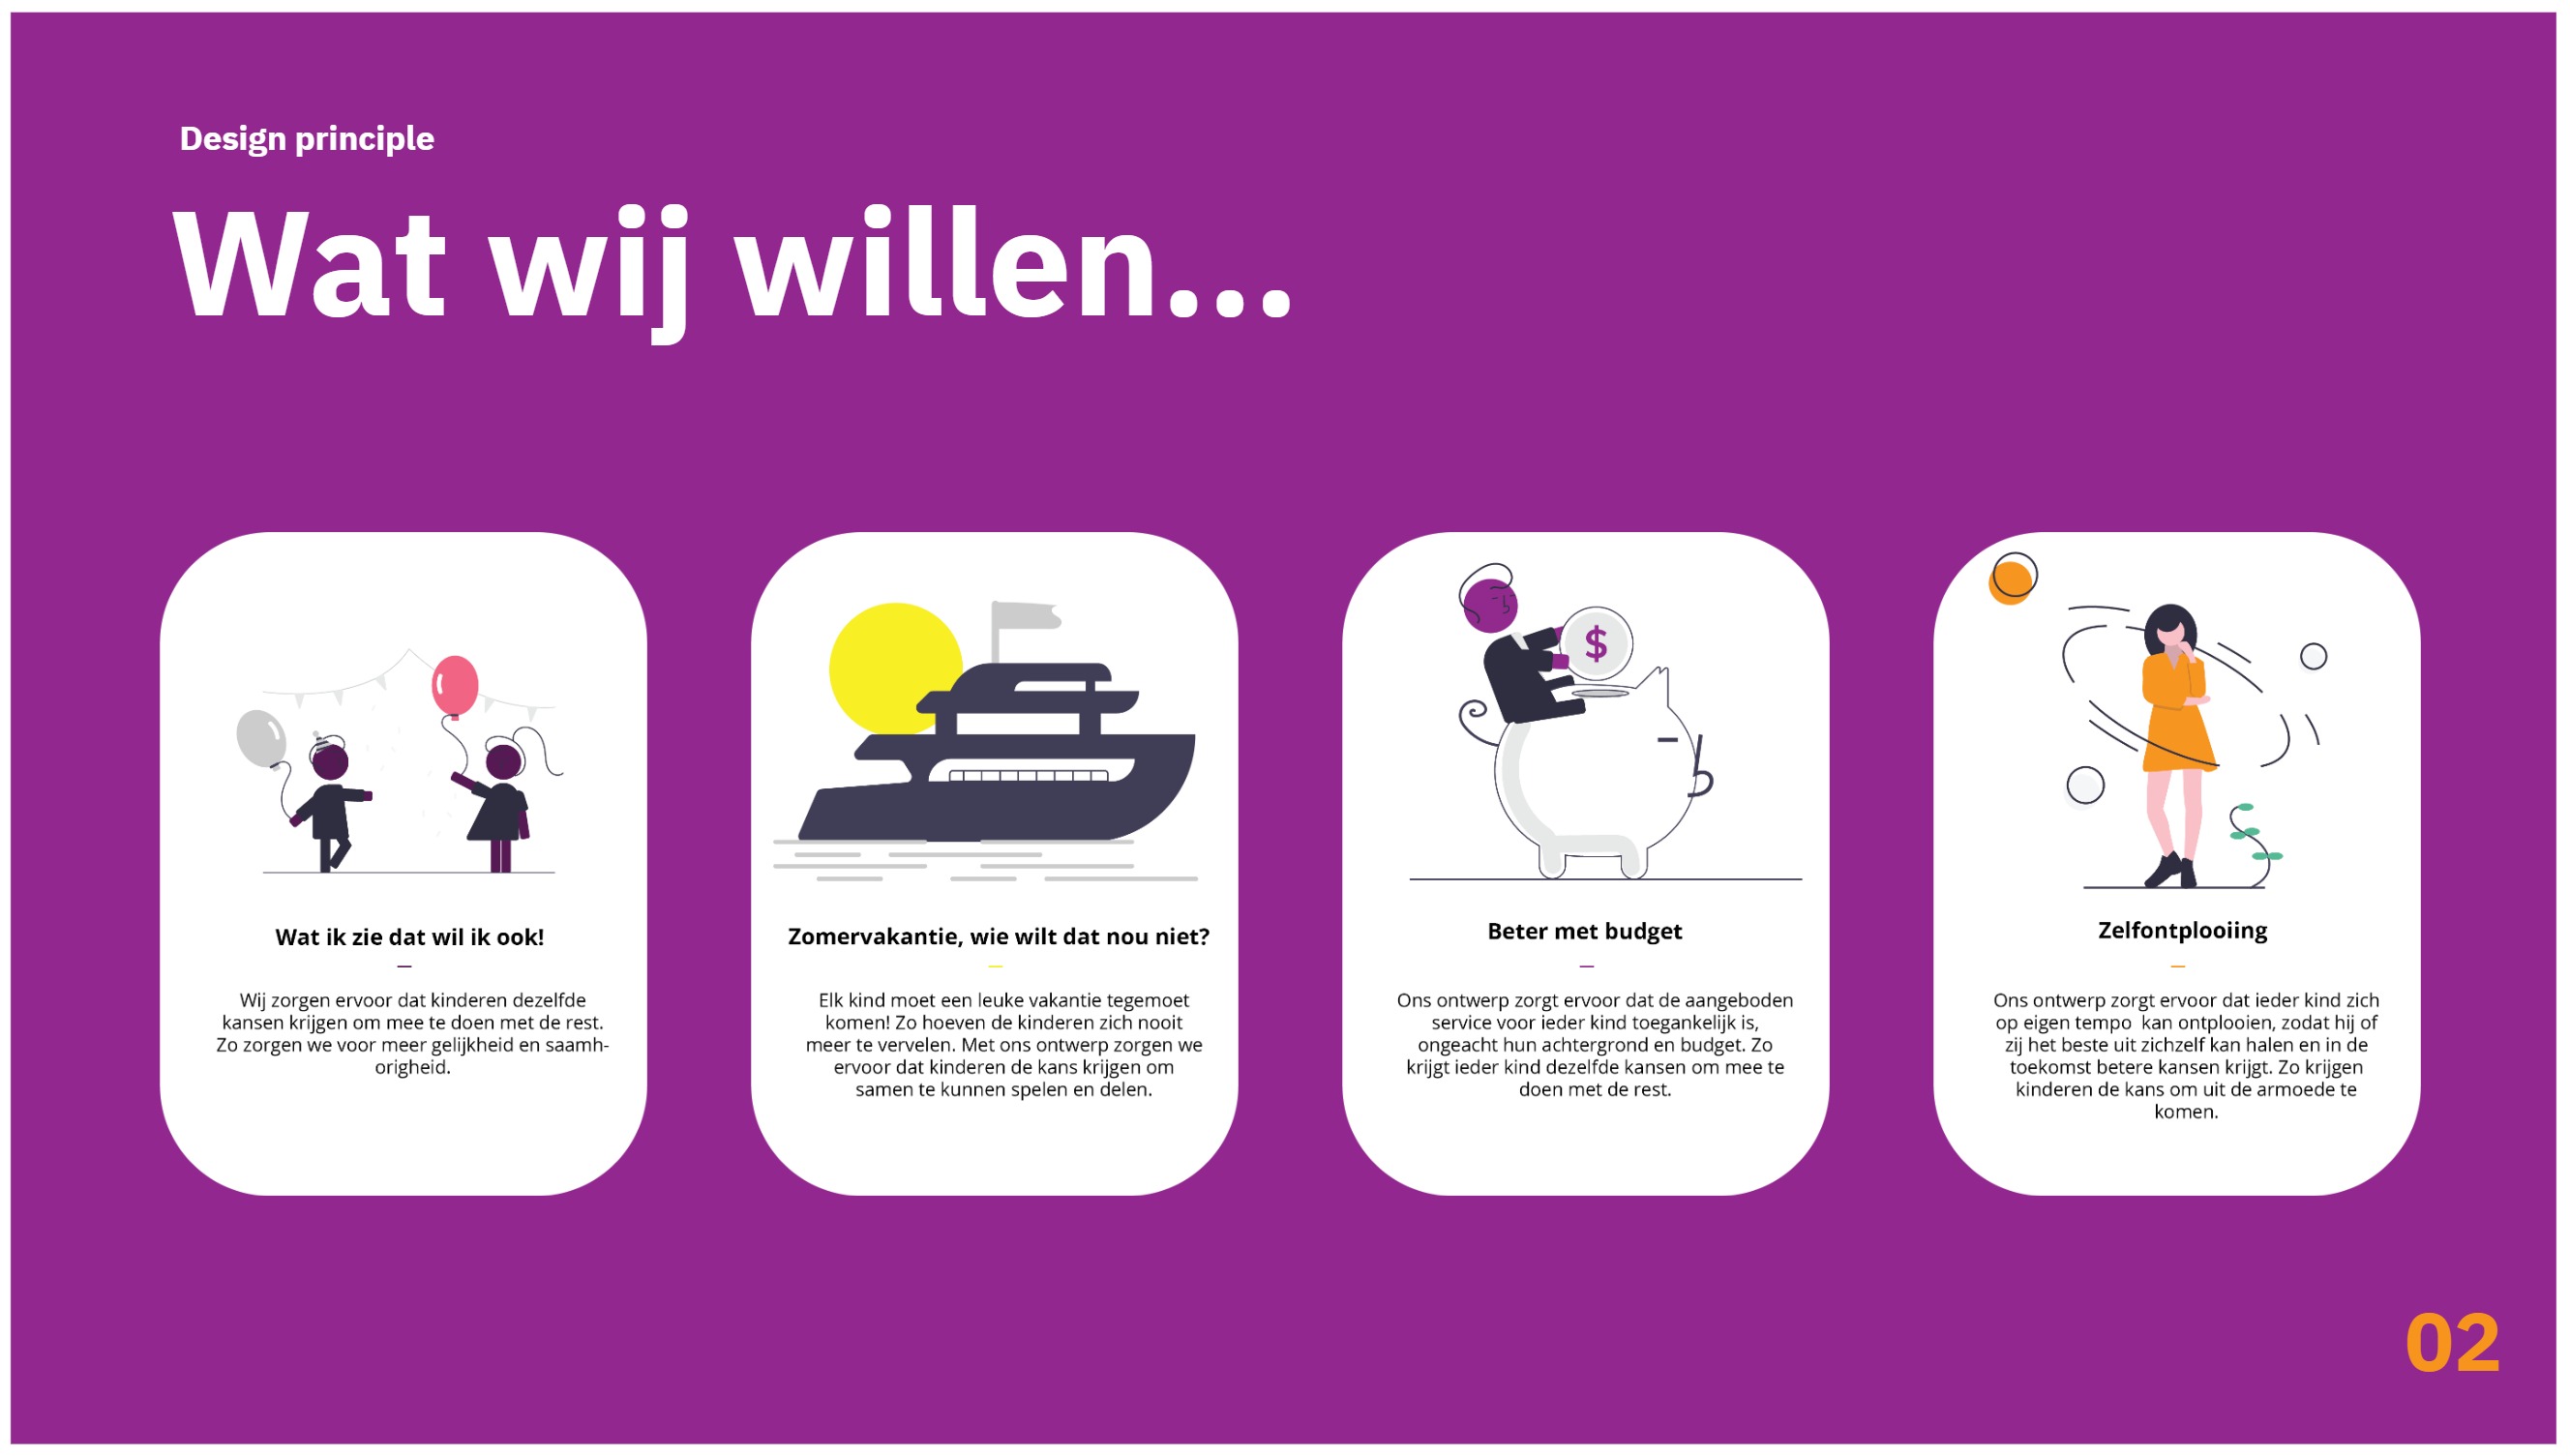 Design principle
Wat wij willen...
$
Wat ik zie dat wil ik ook!
Wij zorgen ervoor dat kinderen dezelfde
kansen krijgen om mee te doen met de rest.
Zo zorgen we voor meer gelijkheid en saamh-
origheid.
Zomervakantie, wie wilt dat nou niet?
Elk kind moet een leuke vakantie tegemoet
komen! Zo hoeven de kinderen zich nooit
meer te vervelen. Met ons ontwerp zorgen we
ervoor dat kinderen de kans krijgen om
samen te kunnen spelen en delen.
Beter met budget
Ons ontwerp zorgt ervoor dat de aangeboden
service voor ieder kind toegankelijk is,
ongeacht hun achtergrond en budget. Zo
krijgt ieder kind dezelfde kansen om mee te
doen met de rest.
Zelfontplooiing
Ons ontwerp zorgt ervoor dat ieder kind zich
op eigen tempo  kan ontplooien, zodat hij of
zij het beste uit zichzelf kan halen en in de
toekomst betere kansen krijgt. Zo krijgen
kinderen de kans om uit de armoede te
komen.
02